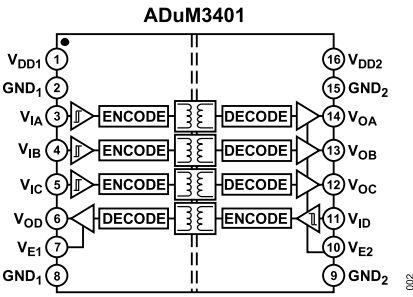 ADuM3401
VDD1 1 16 VDD2
GND1 2 15 GND2
VIA 3 ENCODE DECODE 14 VOA
VIB 4 ENCODE DECODE 13 VOB
VIC 5 ENCODE DECODE 12 VOC
VOD 6 DECODE ENCODE 11 VID
VE1 7 10 VE2
GND1 8 9 GND2
002